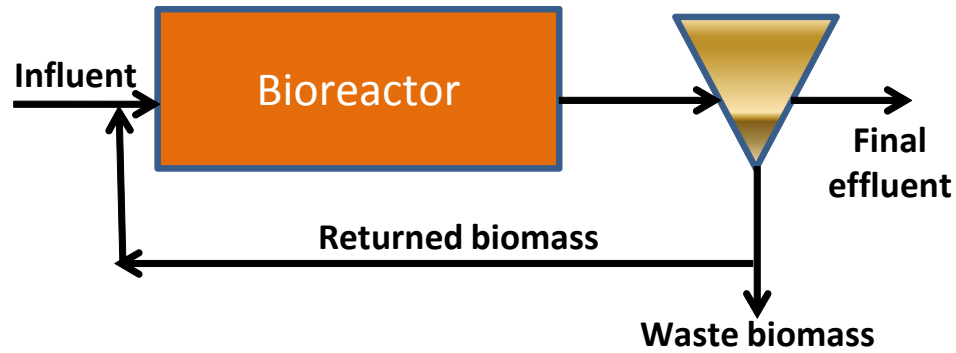 Influent
Bioreactor
Final
effluent
Returned biomass
Waste biomass